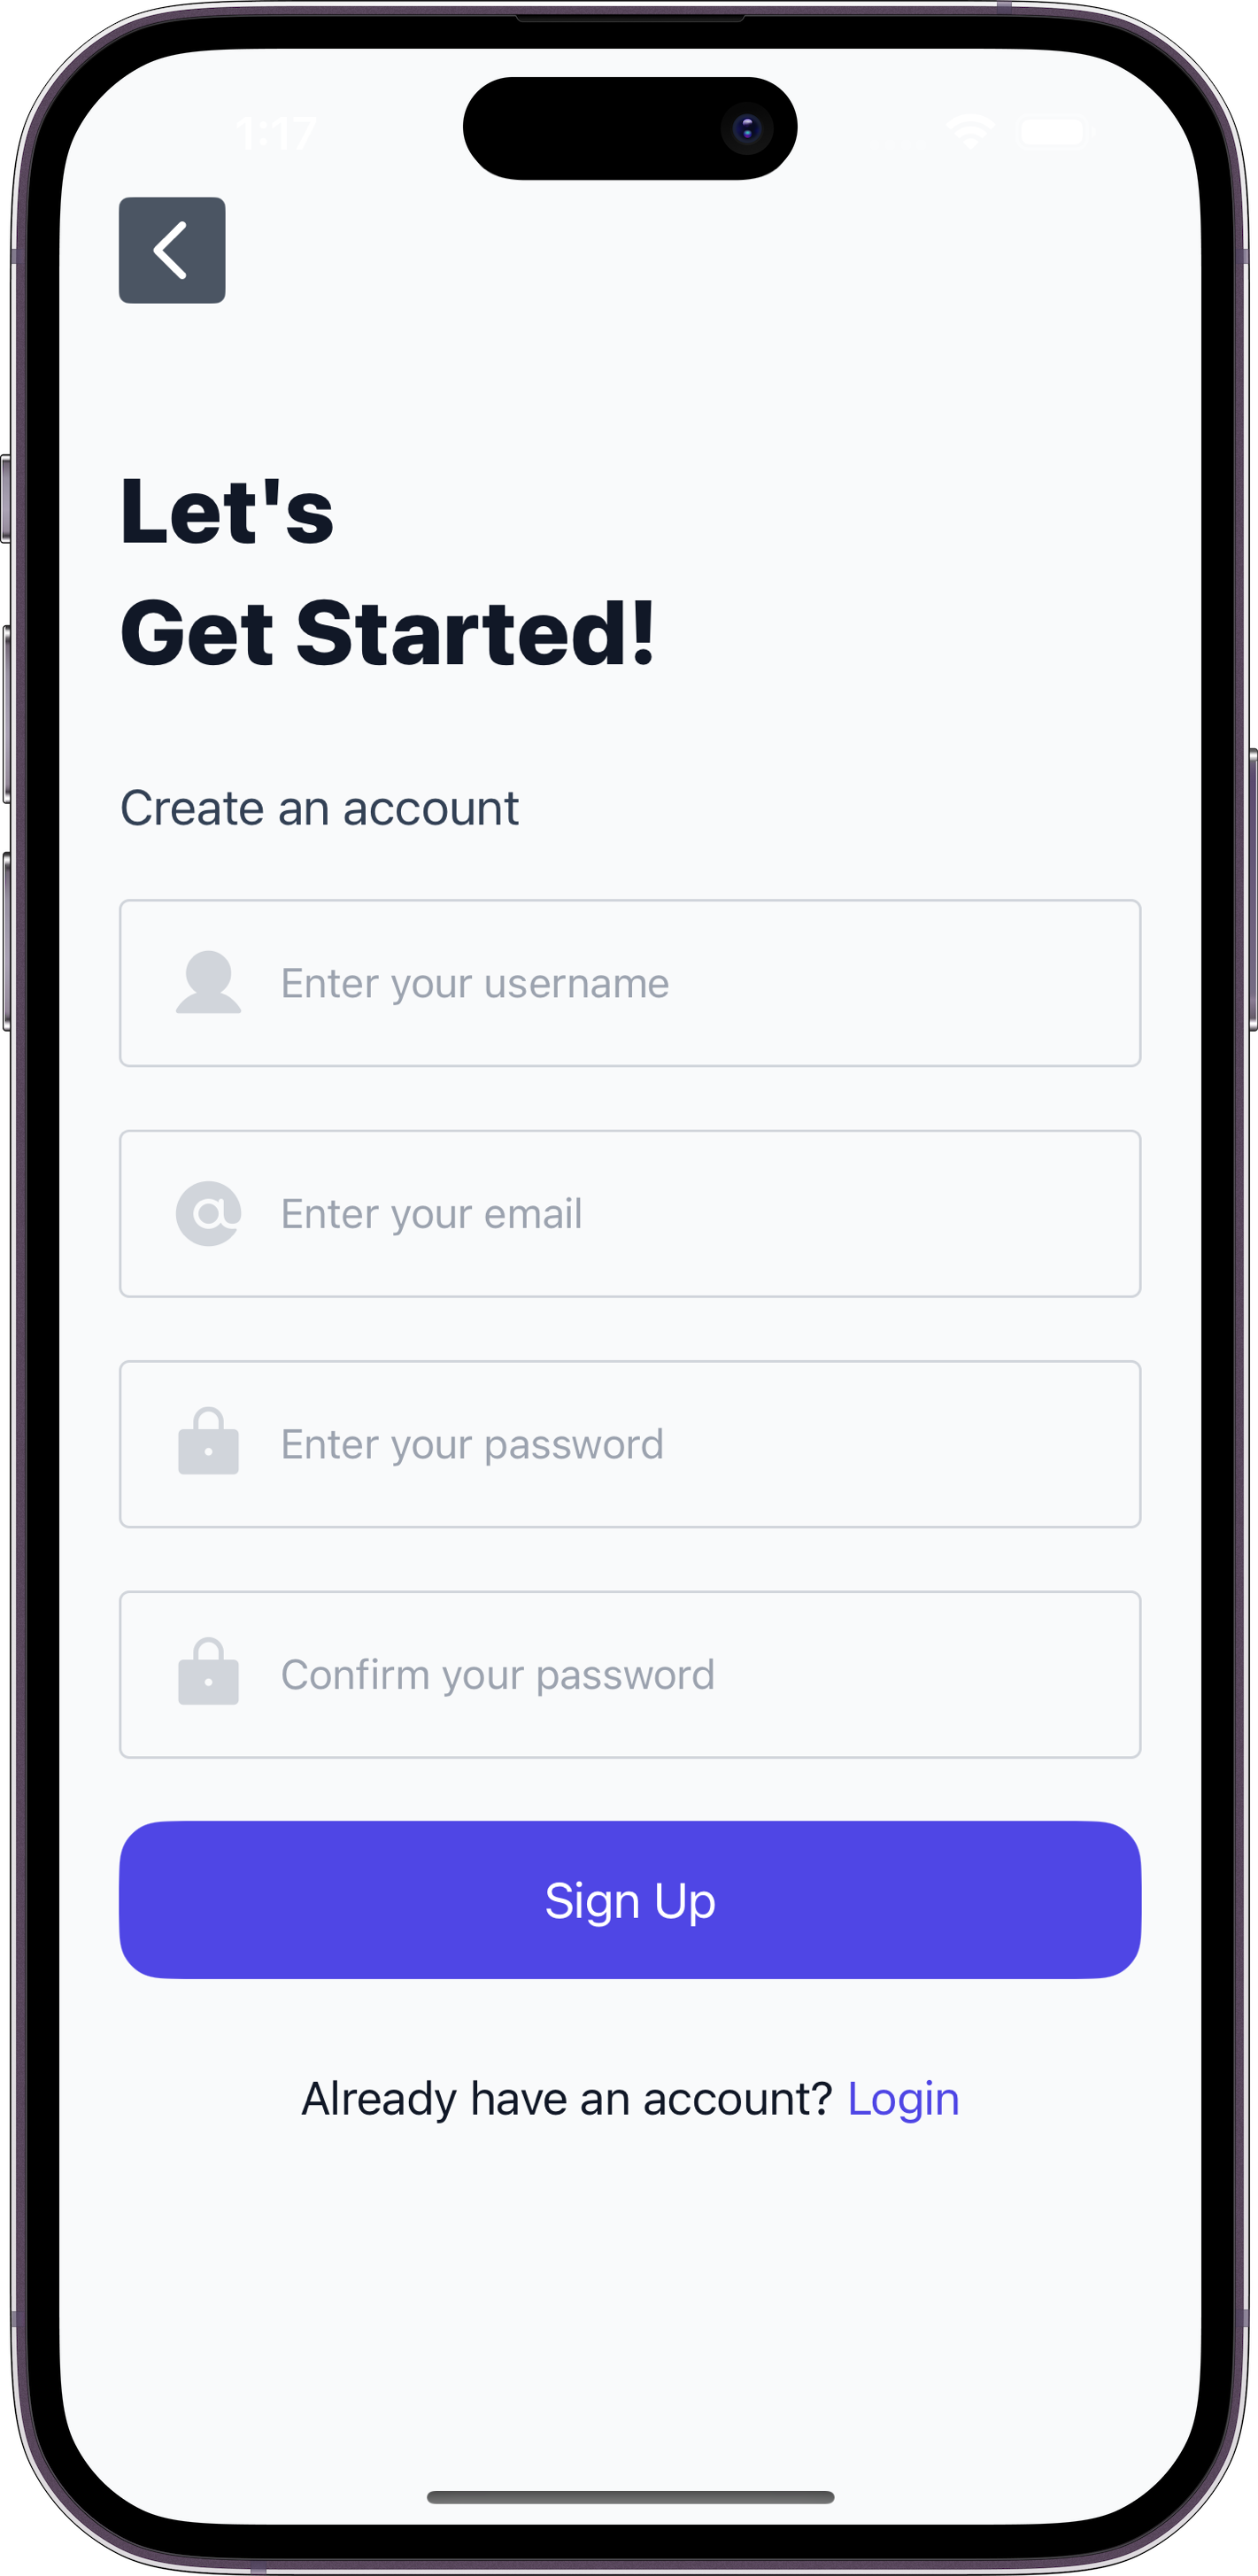 1:17
Let's
Get Started!
Create an account
Enter your username
Enter your email
Enter your password
Confirm your password
Sign Up
Already have an account? Login